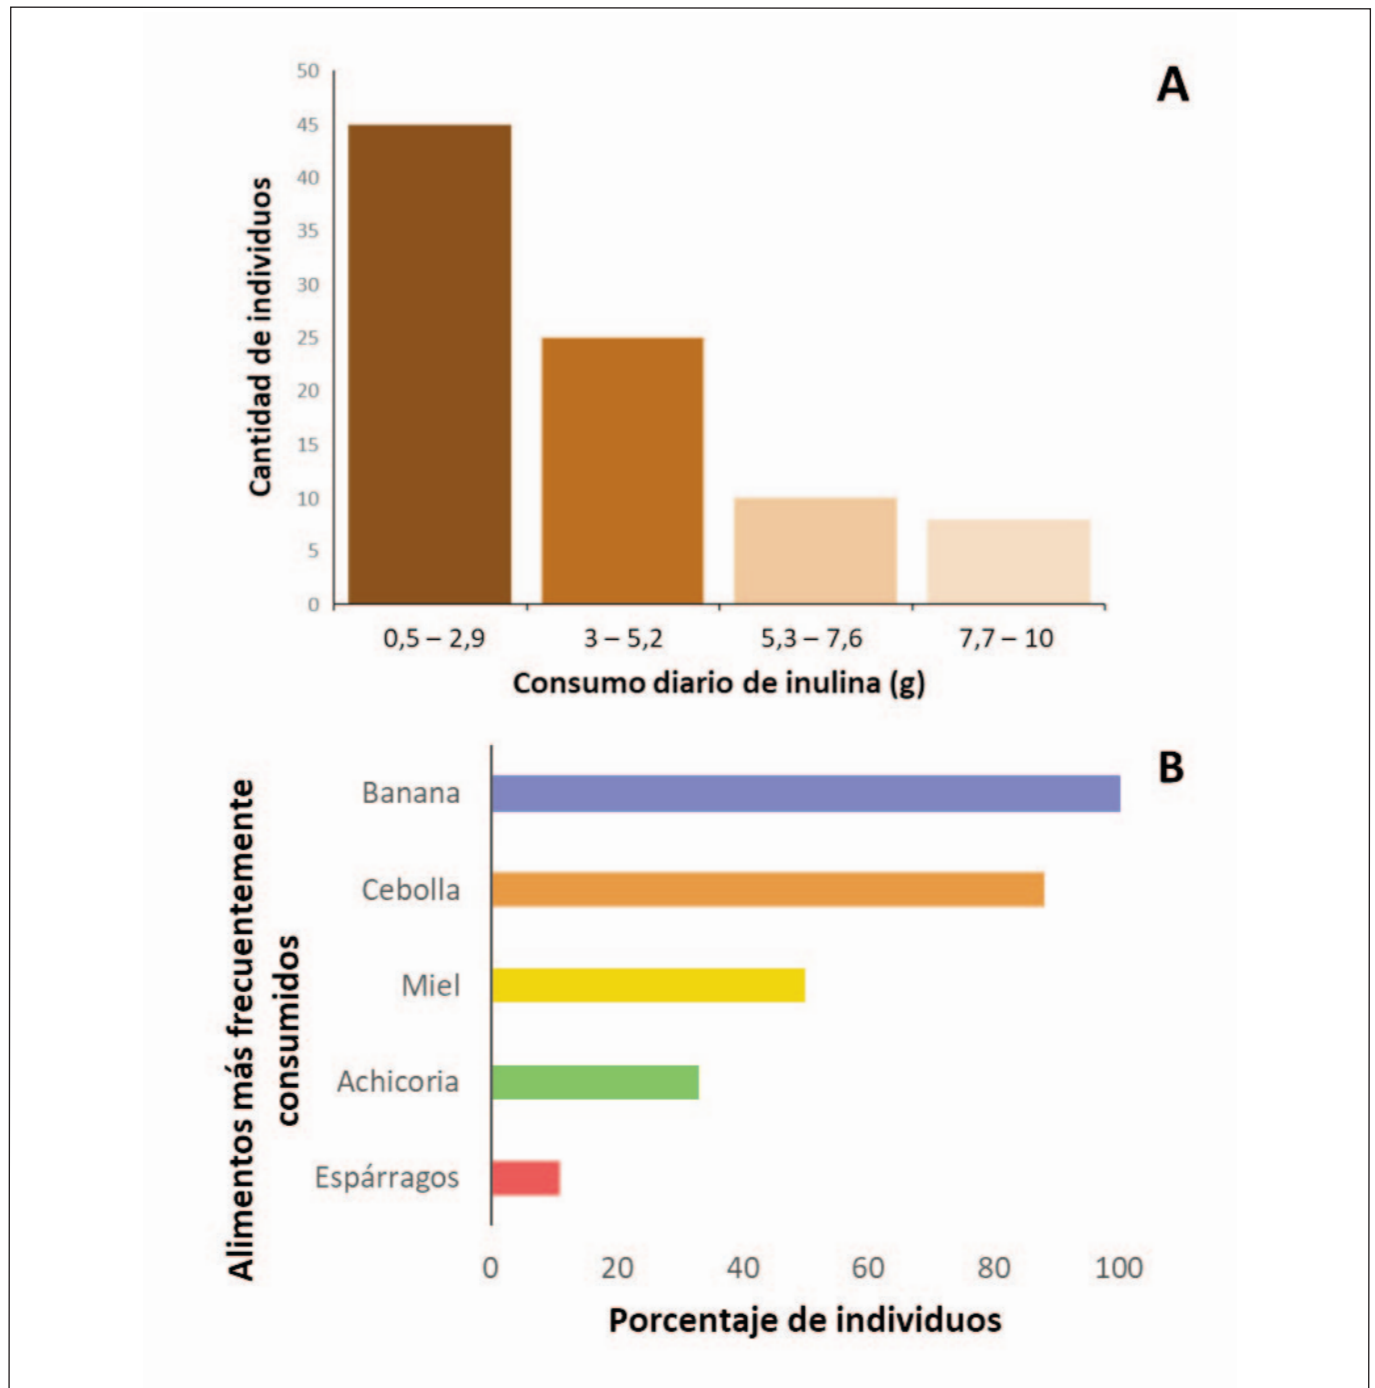 A
50
45
40
35
30
25
20
15
10
5
0
Cantidad de individuos
0,5 – 2,9
3 – 5,2
5,3 – 7,6
7,7 – 10
Consumo diario de inulina (g)
B
Alimentos más frecuentemente
consumidos
Banana
Cebolla
Miel
Achicoria
Espárragos
0 20 40 60 80 100
Porcentaje de individuos